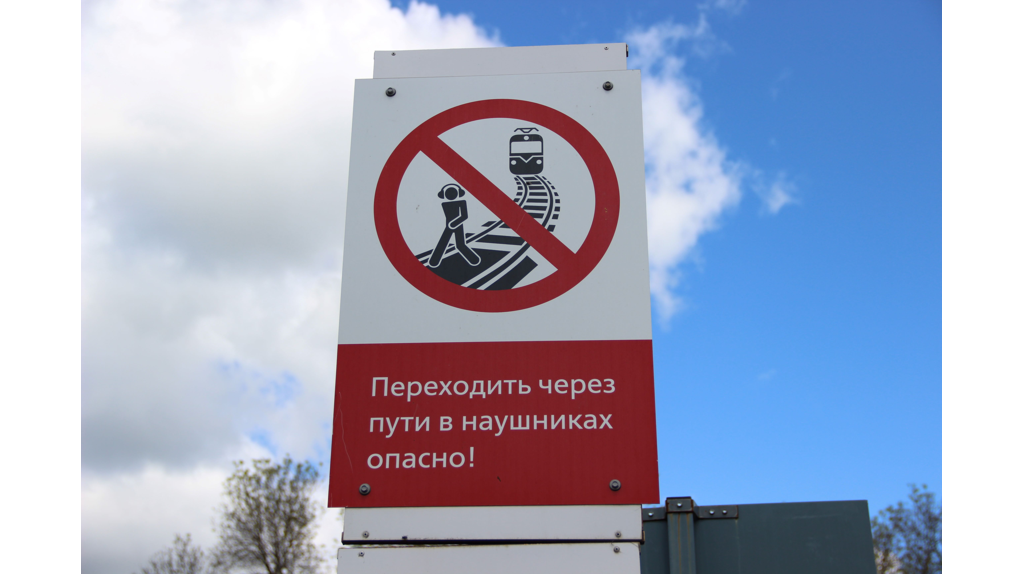 Переходить через
пути в наушниках
опасно!